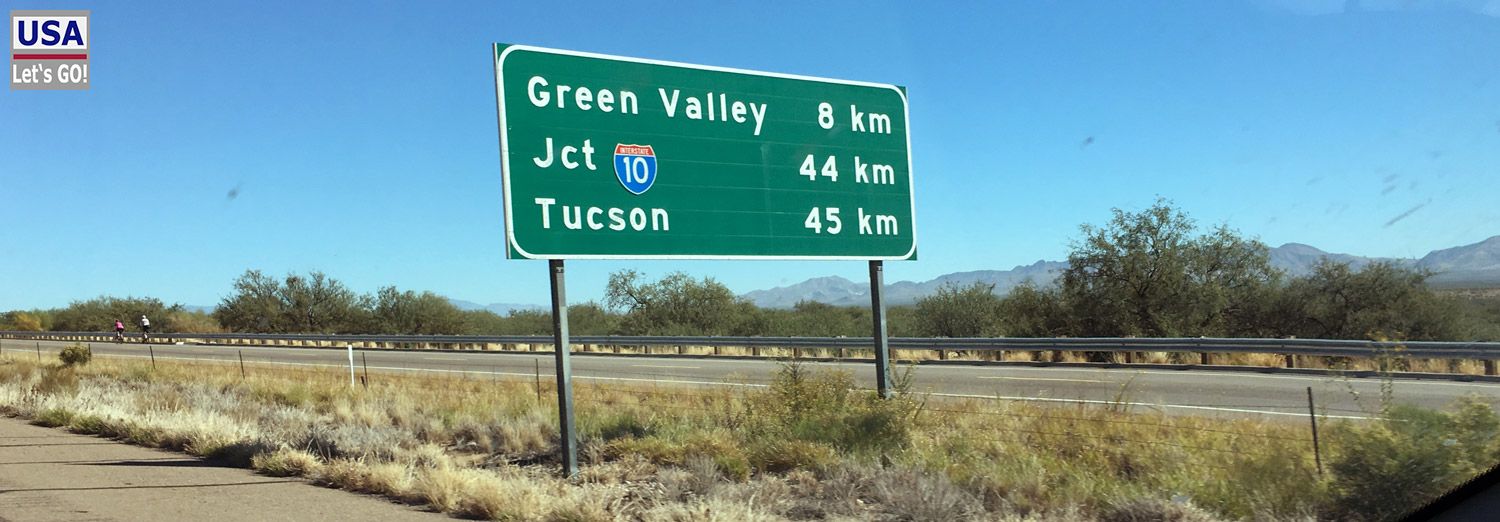 USA
Let's GO!
Green Valley 8 km
Jct INTERSTATE 10 44 km
Tucson 45 km